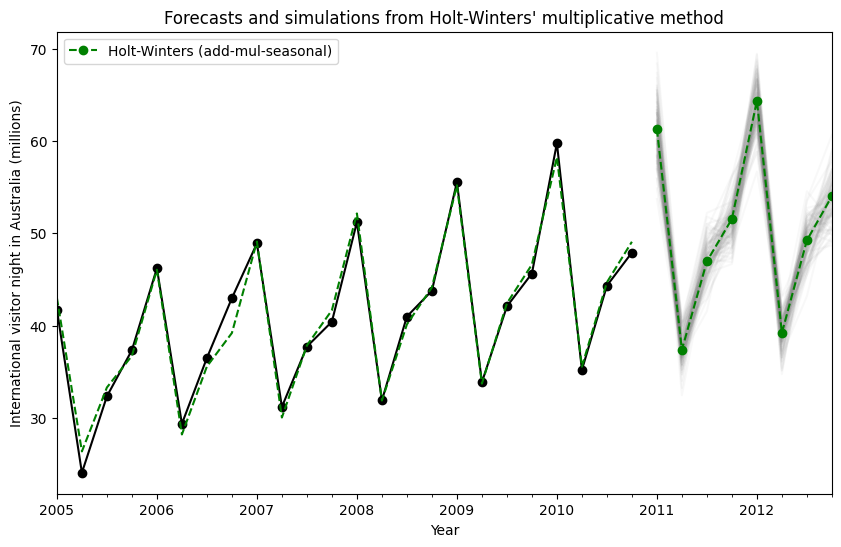 Forecasts and simulations from Holt-Winters' multiplicative method
Holt-Winters (add-mul-seasonal)
International visitor night in Australia (millions)
70
60
50
40
30
2005 2006 2007 2008 2009 2010 2011 2012
Year